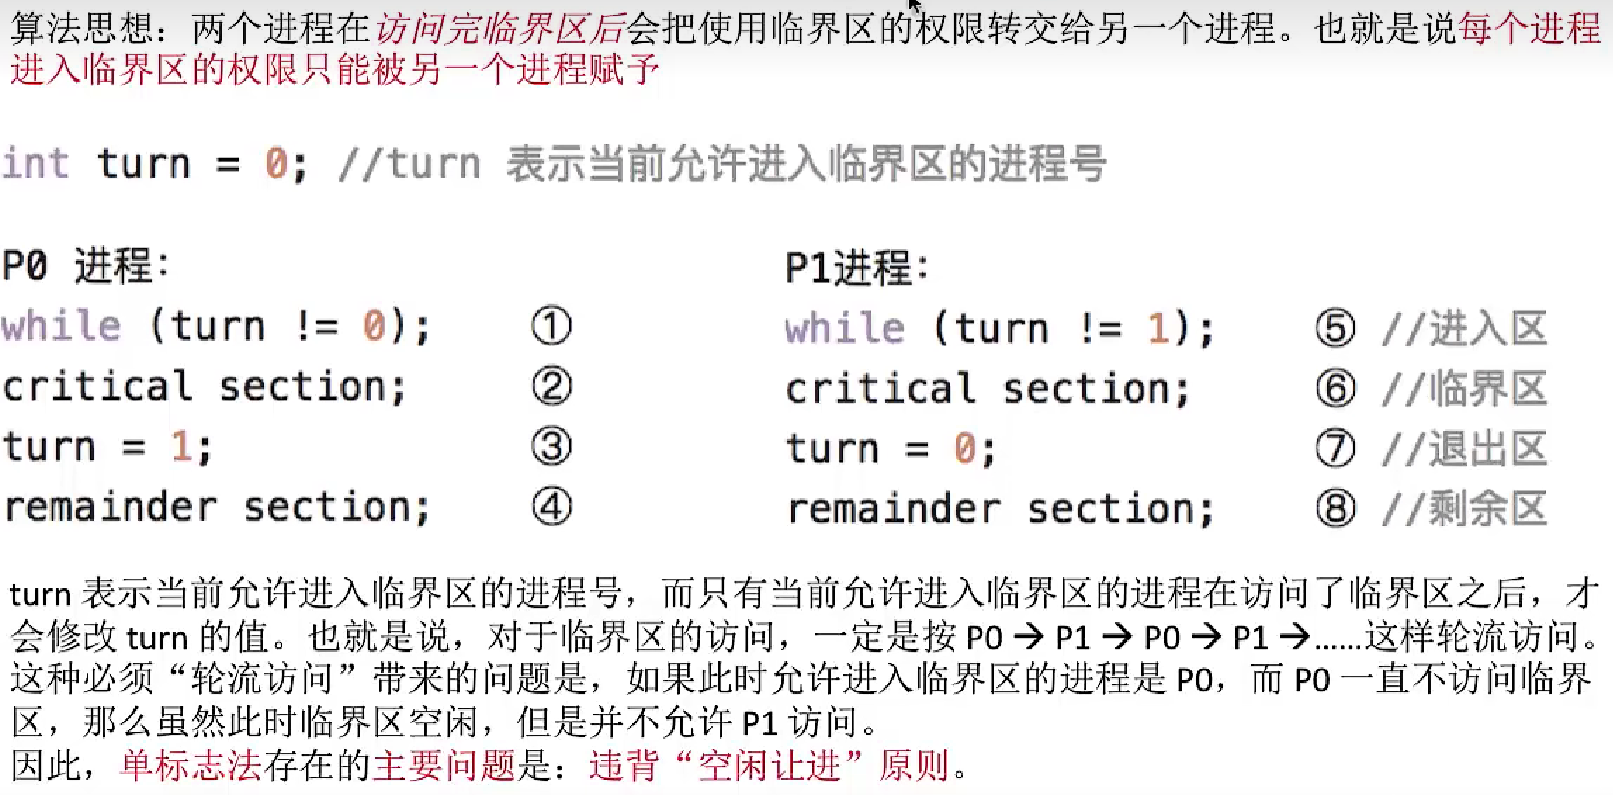 算法思想：两个进程在访问完临界区后会把使用临界区的权限转交给另一个进程。也就是说每个进程
进入临界区的权限只能被另一个进程赋予
int turn = 0; //turn 表示当前允许进入临界区的进程号
P0 进程：
while (turn != 0); ①
critical section; ②
turn = 1; ③
remainder section; ④
P1进程：
while (turn != 1); ⑤ //进入区
critical section; ⑥ //临界区
turn = 0; ⑦ //退出区
remainder section; ⑧ //剩余区
turn 表示当前允许进入临界区的进程号，而只有当前允许进入临界区的进程在访问了临界区之后，才
会修改 turn 的值。也就是说，对于临界区的访问，一定是按 P0 → P1 → P0 → P1 →……这样轮流访问。
这种必须“轮流访问”带来的问题是，如果此时允许进入临界区的进程是 P0，而 P0 一直不访问临界
区，那么虽然此时临界区空闲，但是并不允许 P1 访问。
因此，单标志法存在的主要问题是：违背“空闲让进”原则。